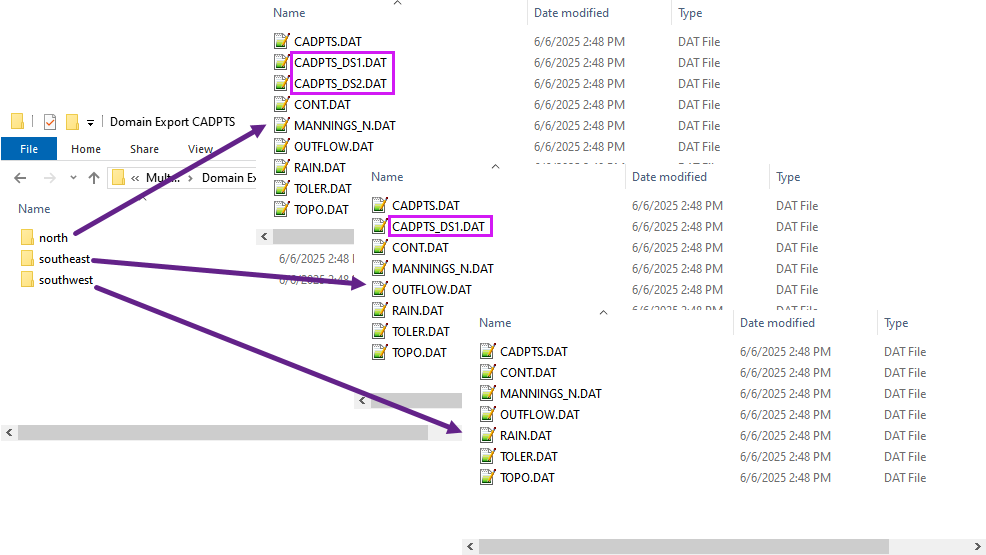 Domain Export CADPTS
File Home Share View
« Mult... > Domain Ex
Name
north
southeast
southwest
6/6/2025 2:48 PM
6/6/2025 2:48
Name Date modified Type
CADPTS.DAT 6/6/2025 2:48 PM DAT File
CADPTS_DS1.DAT 6/6/2025 2:48 PM DAT File
CADPTS_DS2.DAT 6/6/2025 2:48 PM DAT File
CONT.DAT 6/6/2025 2:48 PM DAT File
MANNINGS_N.DAT 6/6/2025 2:48 PM DAT File
OUTFLOW.DAT 6/6/2025 2:48 PM DAT File
RAIN.DAT
TOLER.DAT
TOPO.DAT
Name Date modified Type
CADPTS.DAT 6/6/2025 2:48 PM DAT File
CADPTS_DS1.DAT 6/6/2025 2:48 PM DAT File
CONT.DAT 6/6/2025 2:48 PM DAT File
MANNINGS_N.DAT 6/6/2025 2:48 PM DAT File
OUTFLOW.DAT 6/6/2025 2:48 PM DAT File
RAIN.DAT 6/6/2025 2:48 PM DAT File
TOLER.DAT
TOPO.DAT
Name Date modified Type
CADPTS.DAT 6/6/2025 2:48 PM DAT File
CONT.DAT 6/6/2025 2:48 PM DAT File
MANNINGS_N.DAT 6/6/2025 2:48 PM DAT File
OUTFLOW.DAT 6/6/2025 2:48 PM DAT File
RAIN.DAT 6/6/2025 2:48 PM DAT File
TOLER.DAT 6/6/2025 2:48 PM DAT File
TOPO.DAT 6/6/2025 2:48 PM DAT File